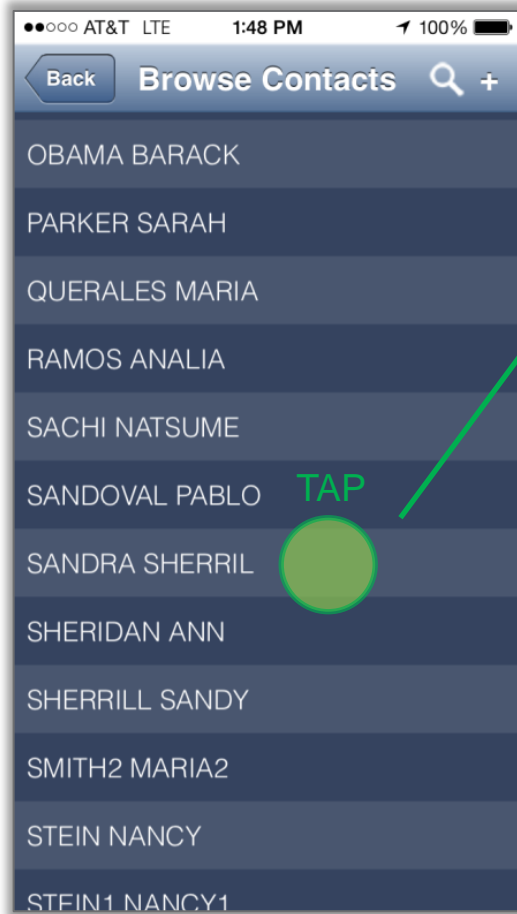 AT&T LTE 1:48 PM 100%
Back Browse Contacts +
OBAMA BARACK
PARKER SARAH
QUERALES MARIA
RAMOS ANALIA
SACHI NATSUME
SANDOVAL PABLO TAP
SANDRA SHERRIL
SHERIDAN ANN
SHERRILL SANDY
SMITH2 MARIA2
STEIN NANCY
STEIN1 NANCY1